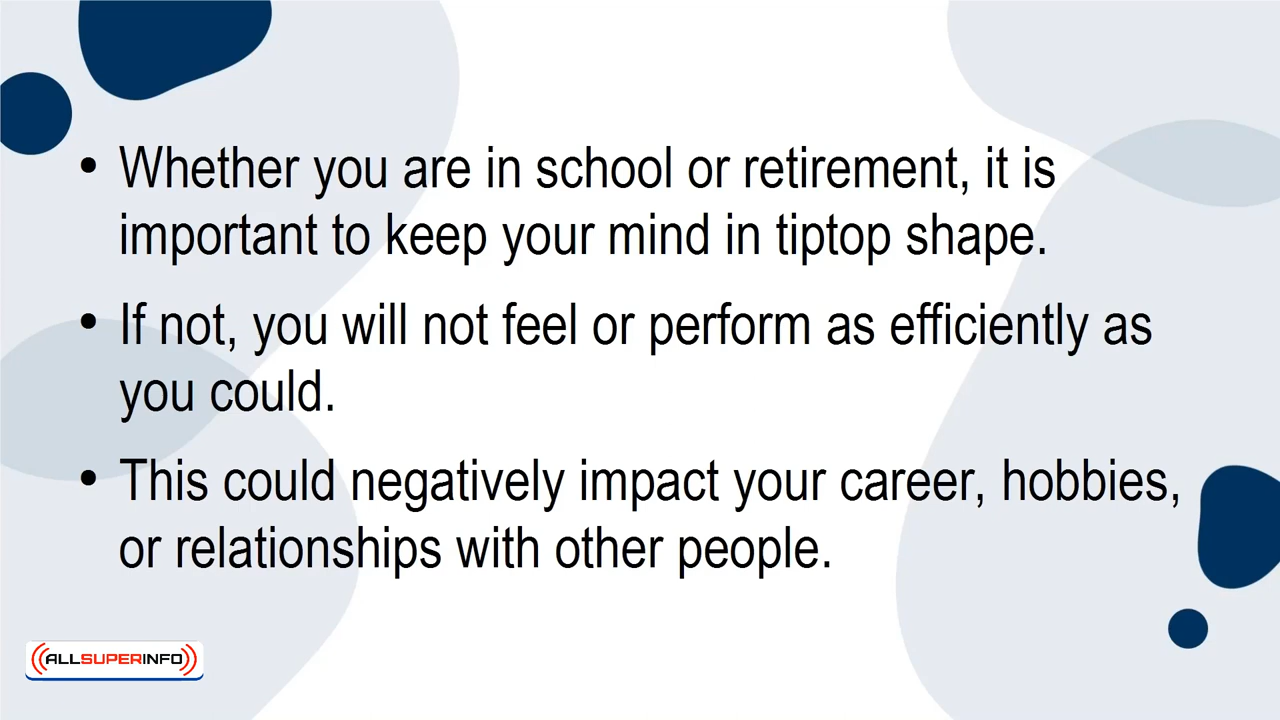 • Whether you are in school or retirement, it is
important to keep your mind in tiptop shape.
• If not, you will not feel or perform as efficiently as
you could.
• This could negatively impact your career, hobbies,
or relationships with other people.
ALLSUPERINFO